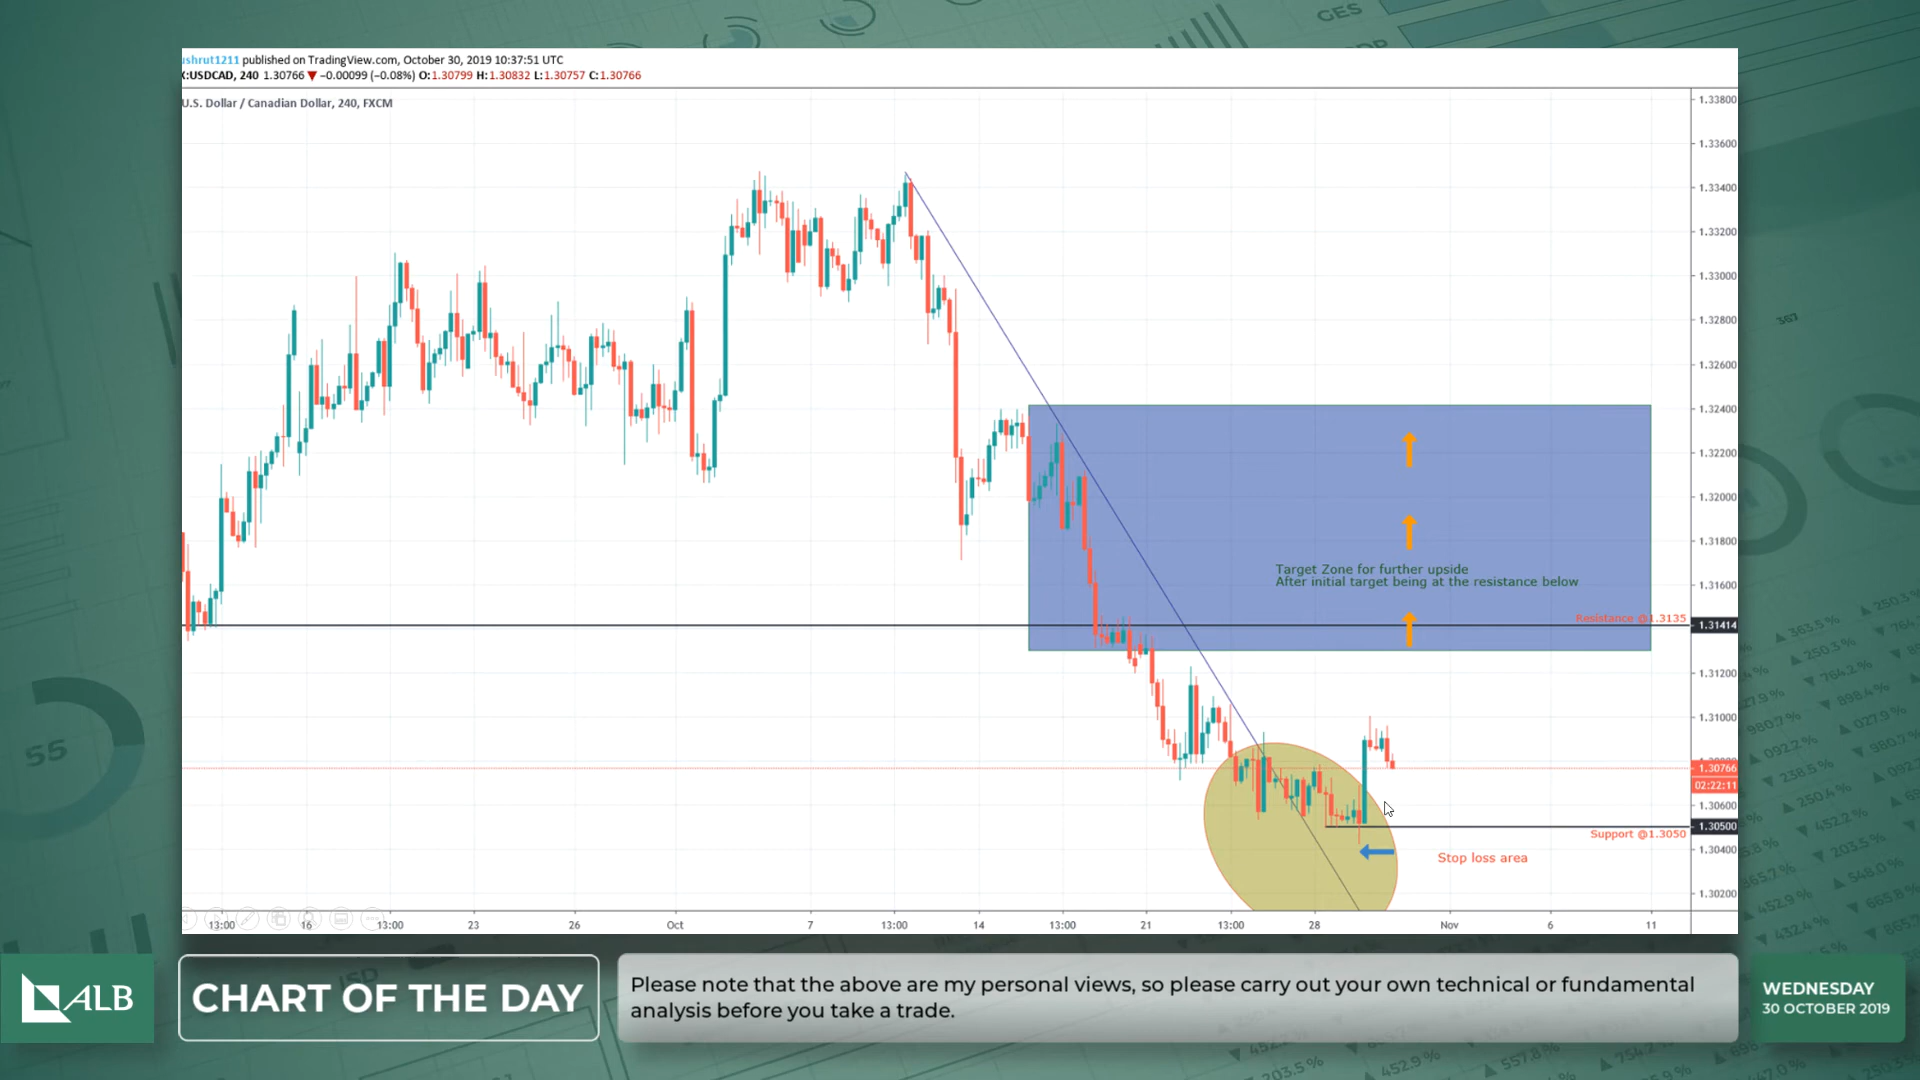 GES
ushrut1211 published on TradingView.com, October 30, 2019 10:37:51 UTC
:USDCAD, 240 1.30766 ▼ −0.00099 (−0.08%) O:1.30799 H:1.30832 L:1.30757 C:1.30766
U.S. Dollar / Canadian Dollar, 240, FXCM
1.33800
1.33600
1.33400
1.33200
1.33000
1.32800
1.32600
1.32400
1.32200
1.32000
1.31800
Target Zone for further upside
After initial target being at the resistance below
1.31600
Resistance @1.3135
1.31414
1.31200
1.31000
1.30766
02:22:11
1.30600
1.30500
Support @1.3050
1.30400
Stop loss area
1.30200
13:00 16 13:00 23 26 Oct 7 13:00 14 13:00 21 13:00 28 Nov 6 11
55
ALB
CHART OF THE DAY
Please note that the above are my personal views, so please carry out your own technical or fundamental
analysis before you take a trade.
WEDNESDAY
30 OCTOBER 2019